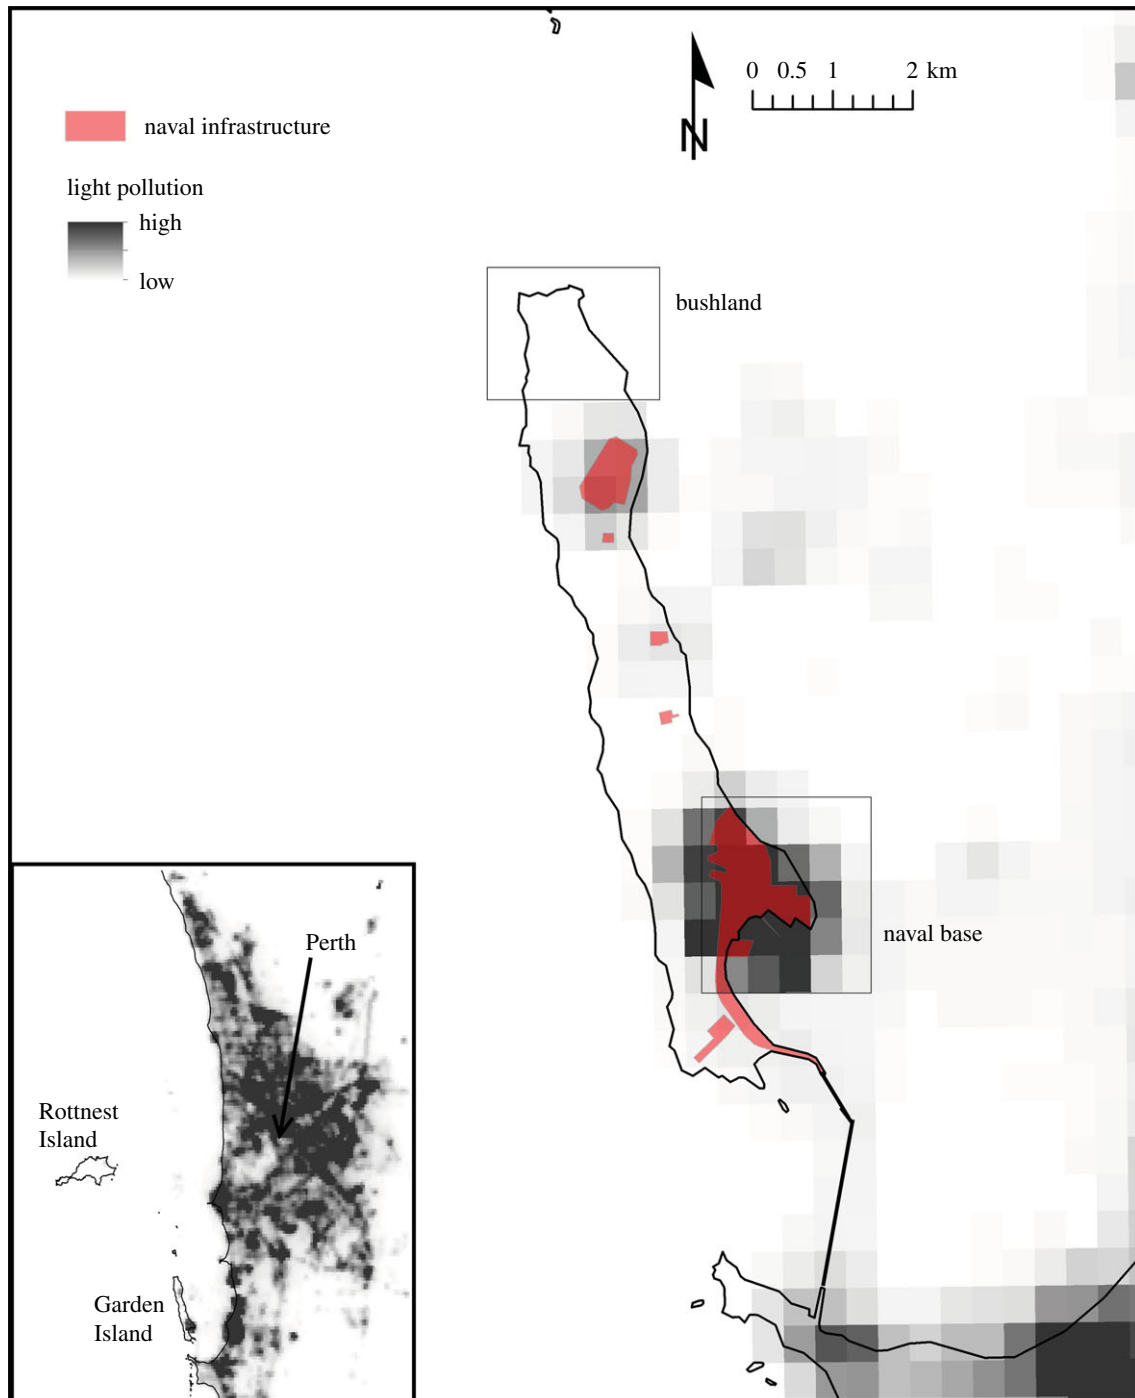 0 0.5 1 2 km
N
naval infrastructure
light pollution
high
low
bushland
naval base
Perth
Rottnest
Island
Garden
Island